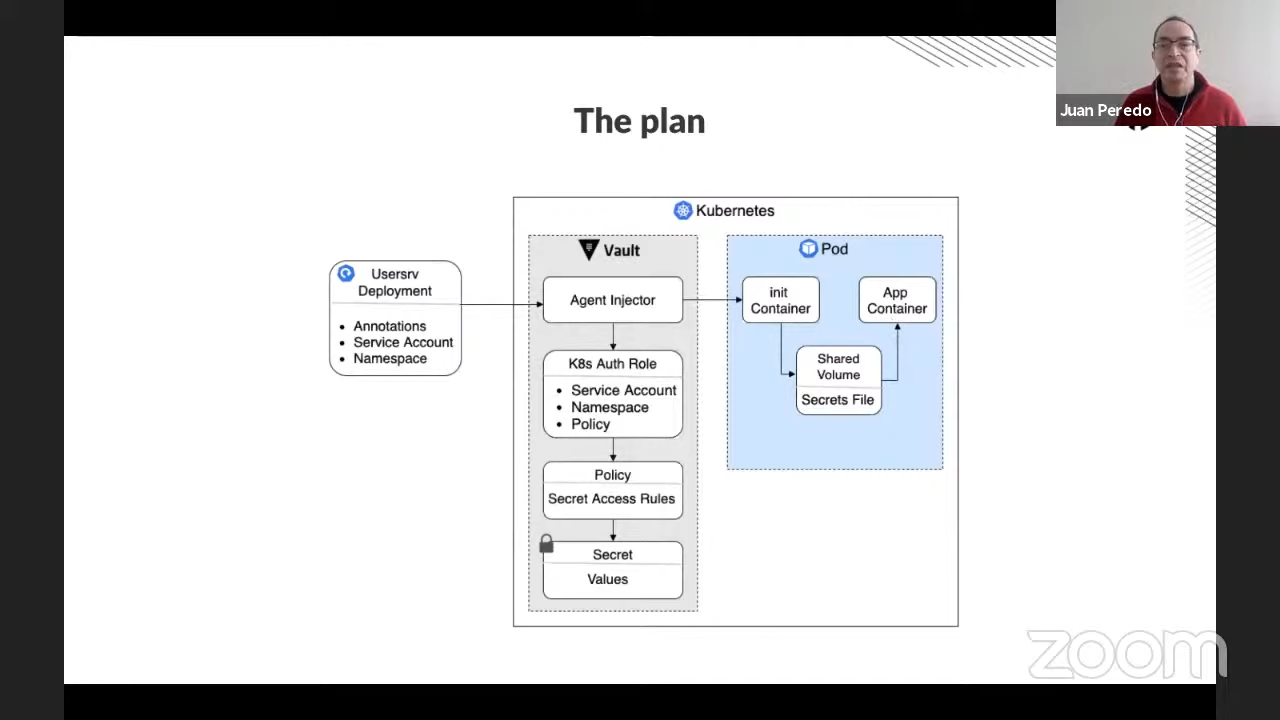 Juan Peredo
The plan
Kubernetes
Usersrv
Deployment
• Annotations
• Service Account
• Namespace
Vault
Agent Injector
K8s Auth Role
• Service Account
• Namespace
• Policy
Policy
Secret Access Rules
Secret
Values
Pod
init
Container
App
Container
Shared
Volume
Secrets File
zoom